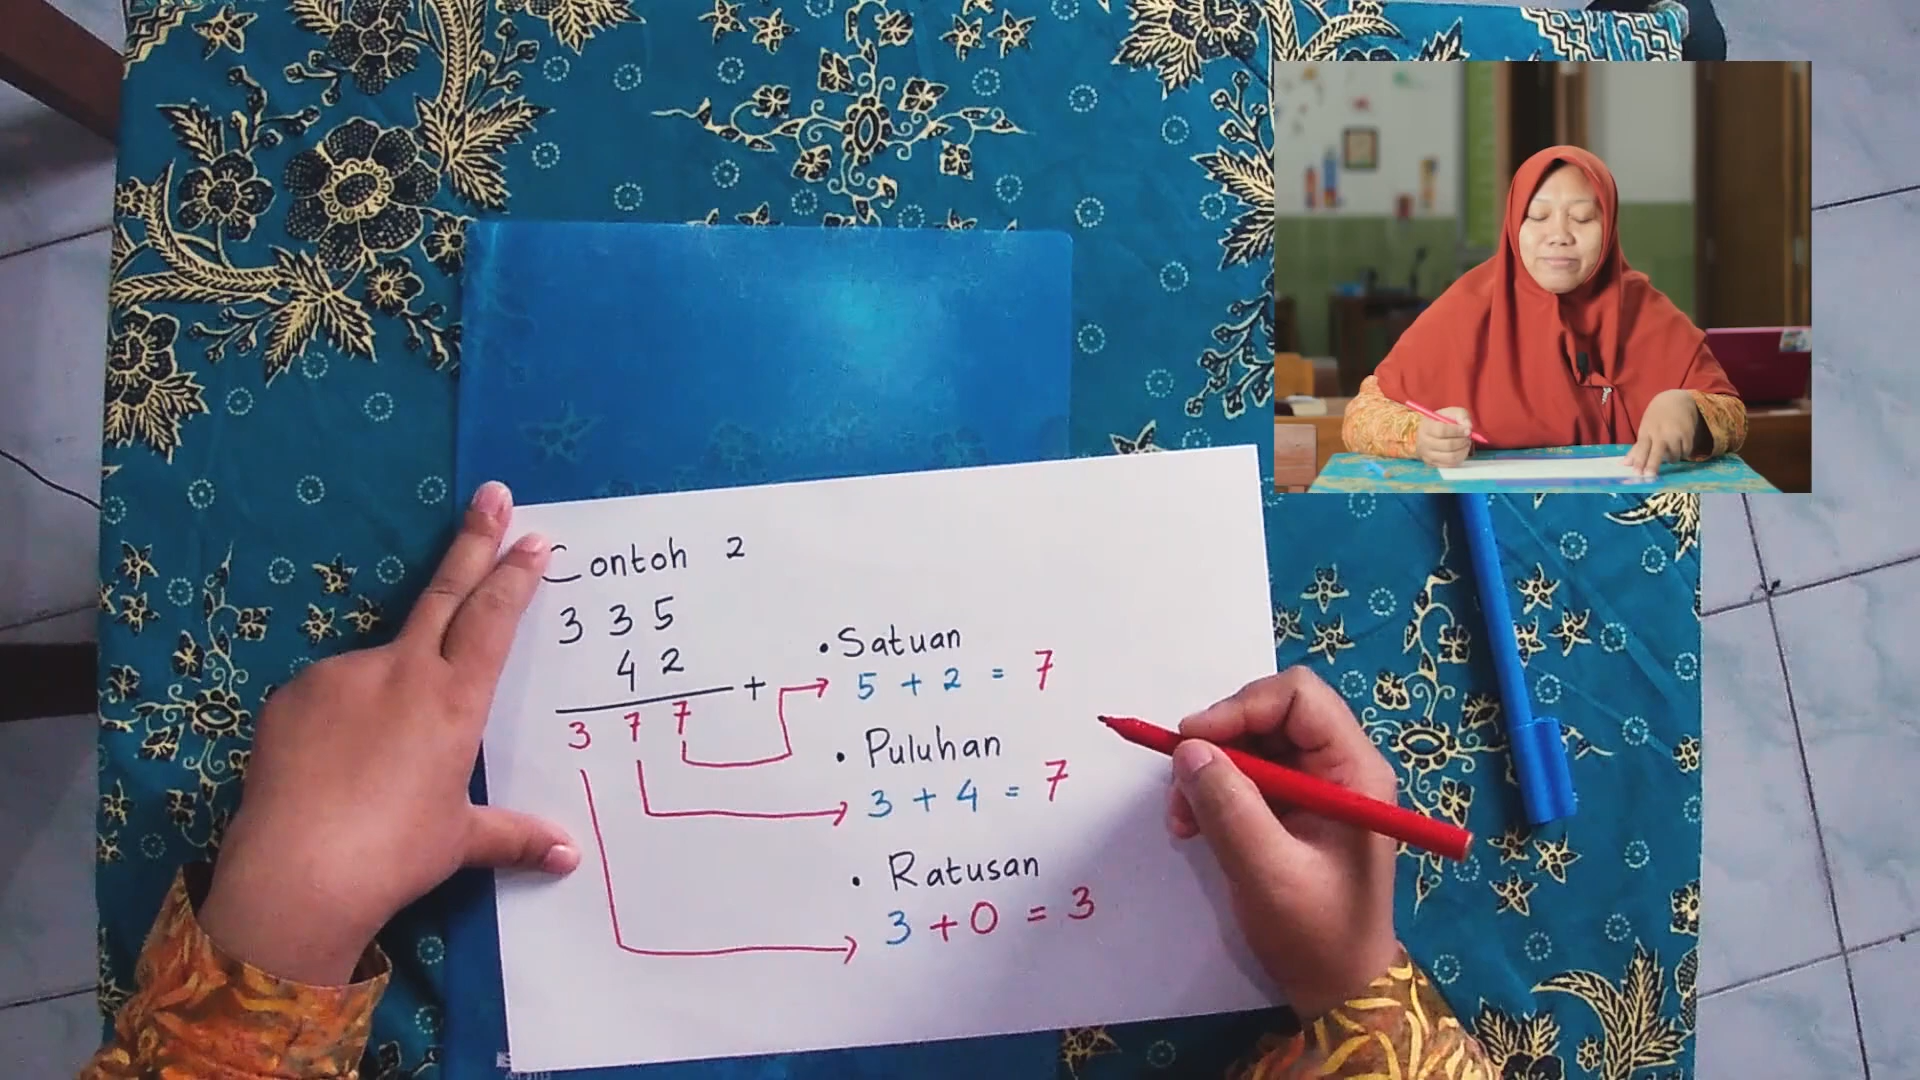 Contoh 2
3 3 5
4 2
+
3 7 7
• Satuan
5 + 2 = 7
• Puluhan
3 + 4 = 7
• Ratusan
3 + 0 = 3